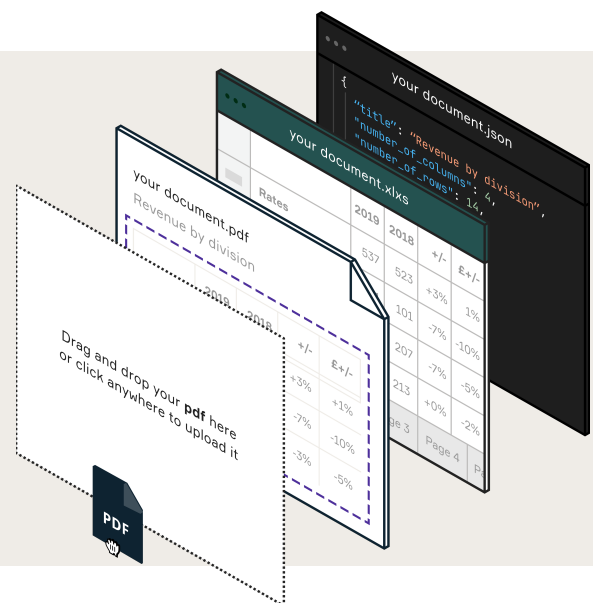 your document.json
{
"title": "Revenue by division",
"number_of_columns": 4,
"number_of_rows": 14,
your document.xlxs
Rates 2019 2018 +/- £+/-
537 523 +3% 1%
101 -7% -10%
207 -7% -5%
213 +0% -2%
ge 3 Page 4 P
your document.pdf
Revenue by division
2019 2018 +/- £+/-
+3% +1%
-7% -10%
-3% -5%
Drag and drop your pdf here
or click anywhere to upload it
PDF